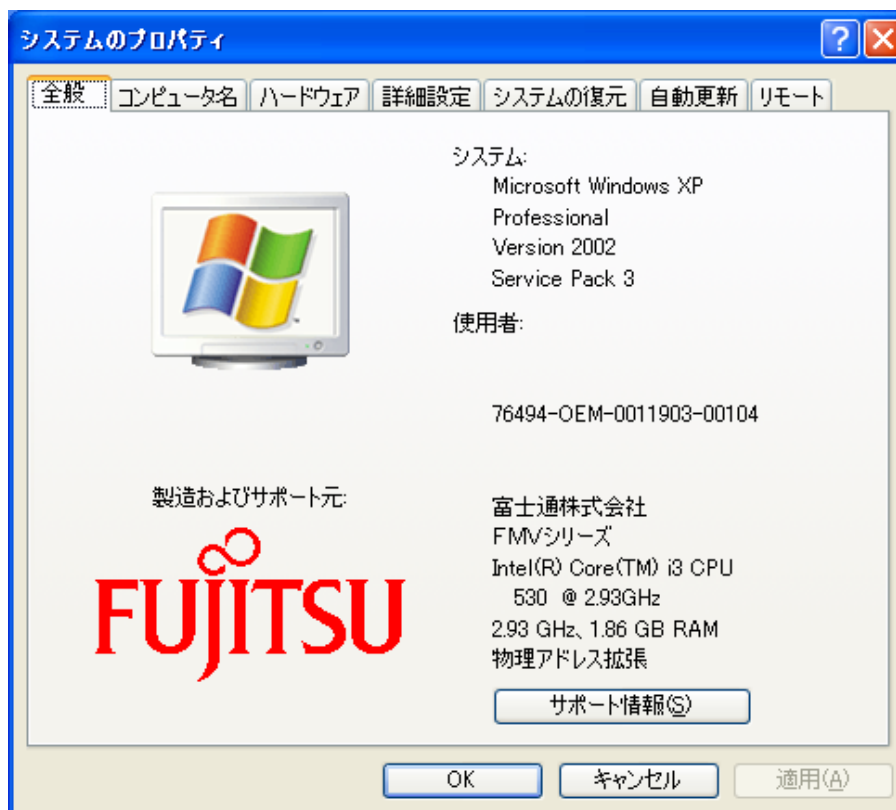 システムのプロパティ
全般 コンピュータ名 ハードウェア 詳細設定 システムの復元 自動更新 リモート
システム:
Microsoft Windows XP
Professional
Version 2002
Service Pack 3
使用者:
76494-OEM-0011903-00104
製造およびサポート元:
FUJITSU
富士通株式会社
FMVシリーズ
Intel(R) Core(TM) i3 CPU
530 @ 2.93GHz
2.93 GHz、1.86 GB RAM
物理アドレス拡張
サポート情報(S)
OK キャンセル 適用(A)